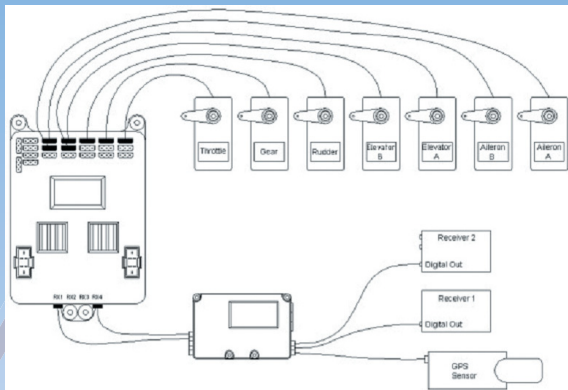 Throttle
Gear
Rudder
Elevator B
Elevator A
Aileron B
Aileron A
RX1 RX2 RX3 RX4
Receiver 2
Digital Out
Receiver 1
Digital Out
GPS
Sensor